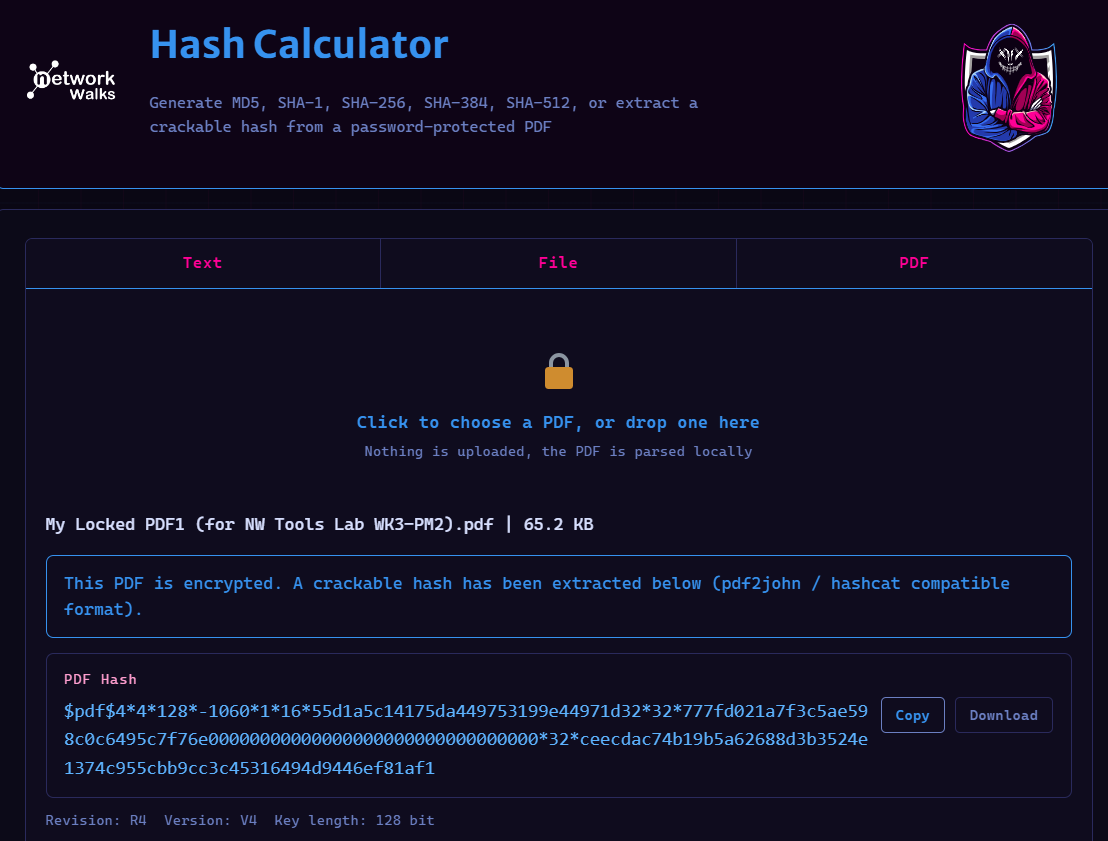 network
Walks
Hash Calculator
Generate MD5, SHA-1, SHA-256, SHA-384, SHA-512, or extract a
crackable hash from a password-protected PDF
Text
File
PDF
Click to choose a PDF, or drop one here
Nothing is uploaded, the PDF is parsed locally
My Locked PDF1 (for NW Tools Lab WK3-PM2).pdf | 65.2 KB
This PDF is encrypted. A crackable hash has been extracted below (pdf2john / hashcat compatible
format).
PDF Hash
$pdf$4*4*128*-1060*1*16*55d1a5c14175da449753199e44971d32*32*777fd021a7f3c5ae59
8c0c6495c7f76e00000000000000000000000000000000*32*ceecdac74b19b5a62688d3b3524e
1374c955cbb9cc3c45316494d9446ef81af1
Copy
Download
Revision: R4 Version: V4 Key length: 128 bit